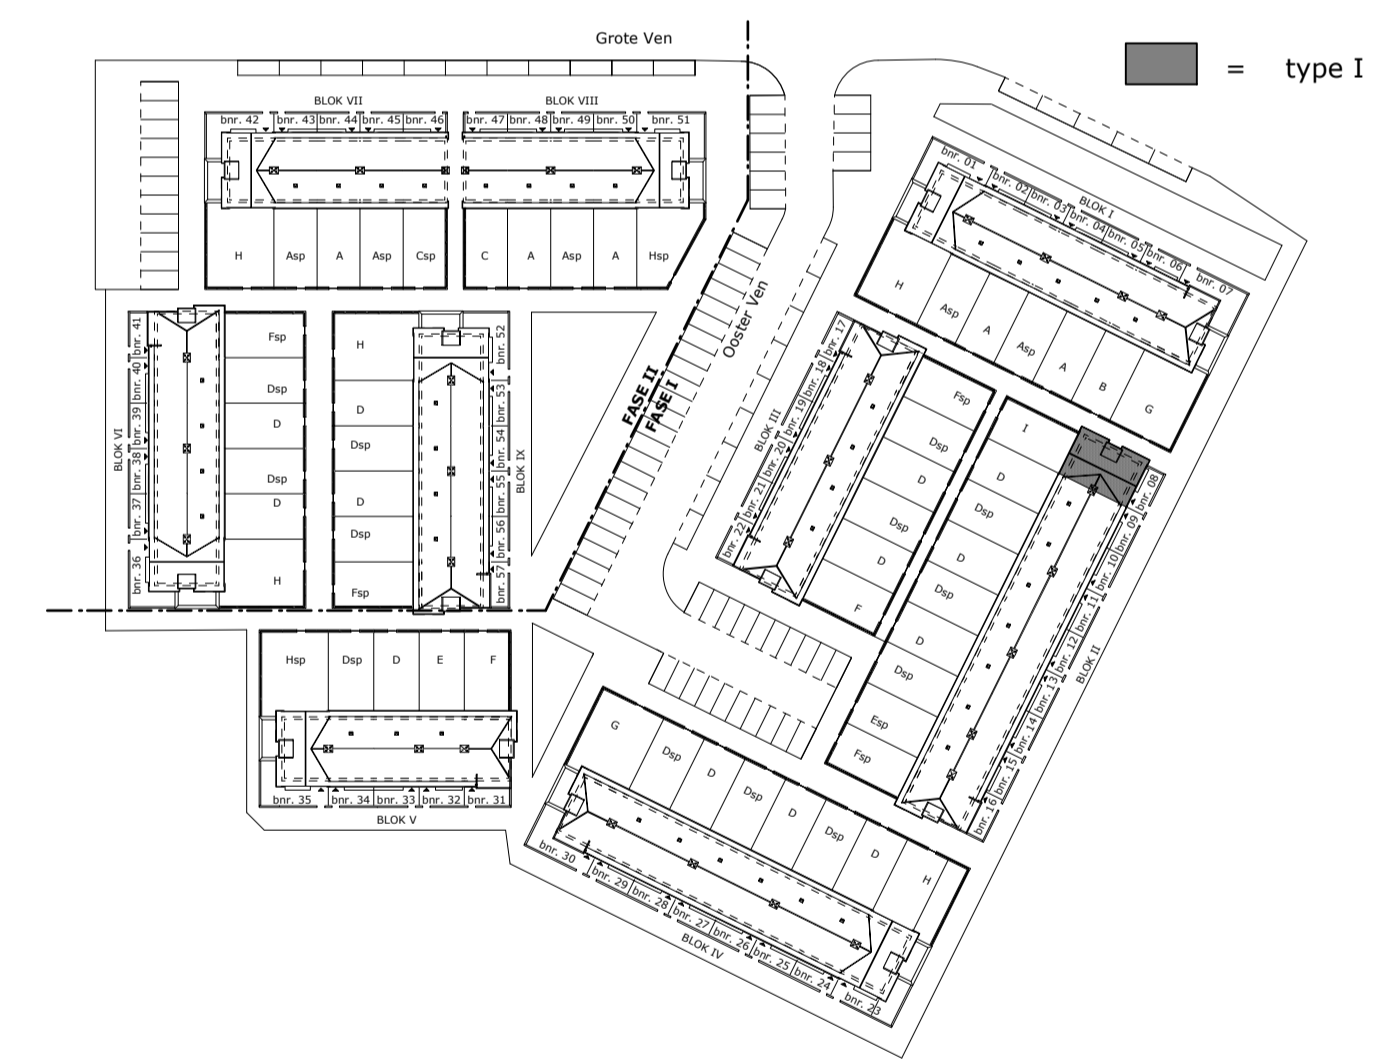 Grote Ven
= type I
BLOK VII
BLOK VIII
bnr. 42
bnr. 43
bnr. 44
bnr. 45
bnr. 46
bnr. 47
bnr. 48
bnr. 49
bnr. 50
bnr. 51
H
Asp
A
Asp
Csp
C
A
Asp
A
Hsp
bnr. 01
bnr. 02
bnr. 03
bnr. 04
bnr. 05
bnr. 06
bnr. 07
BLOK I
H
Asp
A
Asp
A
B
G
Ooster Ven
FASE II
FASE I
BLOK VI
bnr. 41
bnr. 40
bnr. 39
bnr. 38
bnr. 37
bnr. 36
Fsp
Dsp
D
Dsp
D
H
H
D
Dsp
D
Dsp
Fsp
bnr. 52
bnr. 53
bnr. 54
bnr. 55
bnr. 56
bnr. 57
BLOK IX
BLOK III
bnr. 17
bnr. 18
bnr. 19
bnr. 20
bnr. 21
bnr. 22
Fsp
Dsp
D
Dsp
D
F
I
D
Dsp
D
Dsp
D
Dsp
Esp
Fsp
bnr. 08
bnr. 09
bnr. 10
bnr. 11
bnr. 12
bnr. 13
bnr. 14
bnr. 15
bnr. 16
BLOK II
Hsp
Dsp
D
E
F
bnr. 35
bnr. 34
bnr. 33
bnr. 32
bnr. 31
BLOK V
G
Dsp
D
Dsp
D
Dsp
D
H
bnr. 30
bnr. 29
bnr. 28
bnr. 27
bnr. 26
bnr. 25
bnr. 24
bnr. 23
BLOK IV